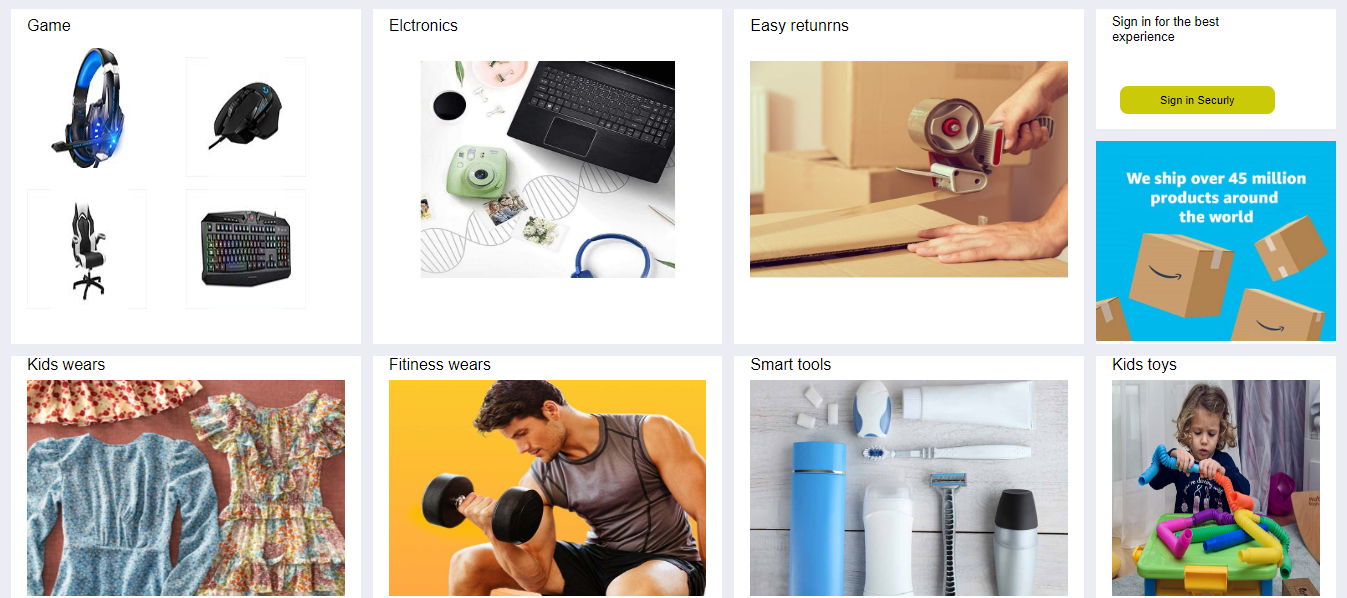 Game
Elctronics
Easy retunrns
Sign in for the best
experience
Sign in Securly
We ship over 45 million
products around
the world
Kids wears
Fitiness wears
Smart tools
Kids toys